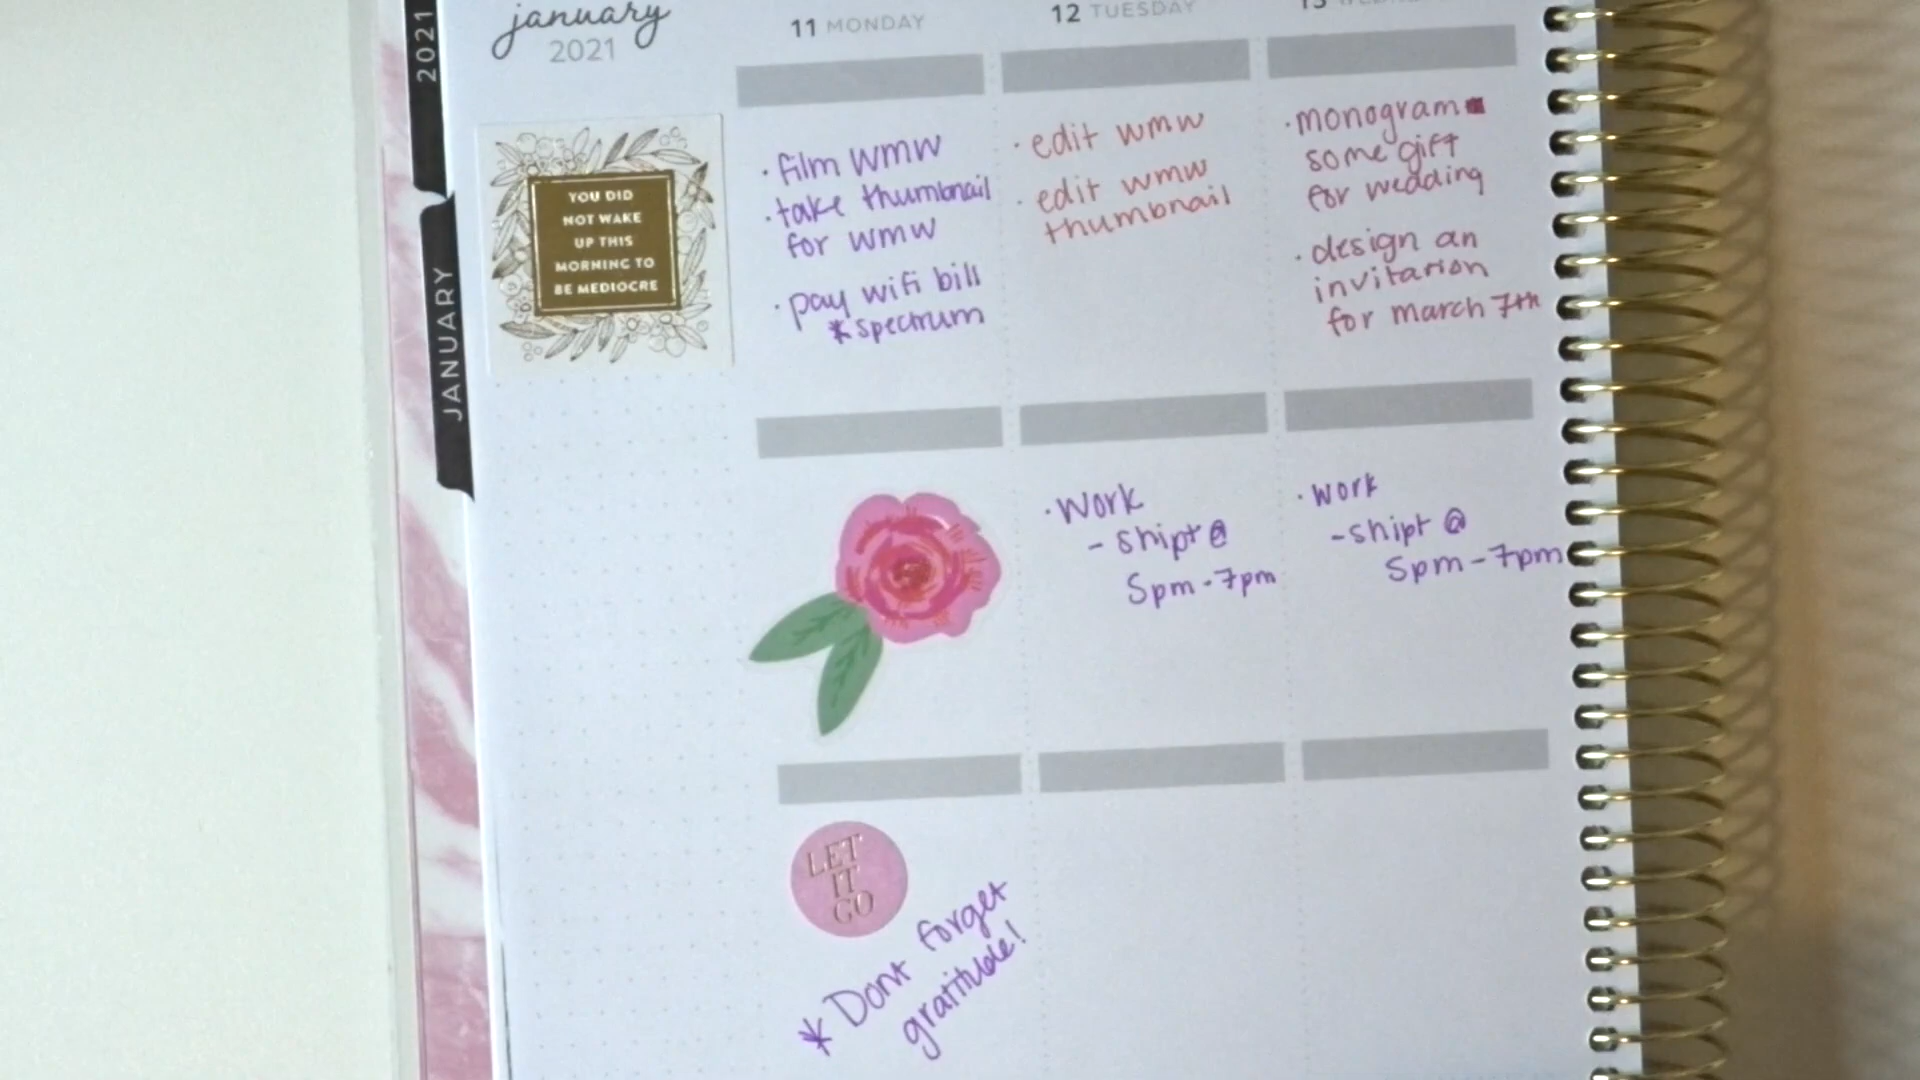 2021
JANUARY
january
2021
YOU DID
NOT WAKE
UP THIS
MORNING TO
BE MEDIOCRE
11 MONDAY
· film wmw
· take thumbnail
for wmw
· pay wifi bill
* spectrum
LET
IT
GO
* Dont forget
gratitude!
12 TUESDAY
· edit wmw
· edit wmw
thumbnail
· Work
- Shipt @
5pm - 7pm
13
· monogram
some gift
for wedding
· design an
invitation
for march 7th
· work
- shipt @
5pm - 7pm